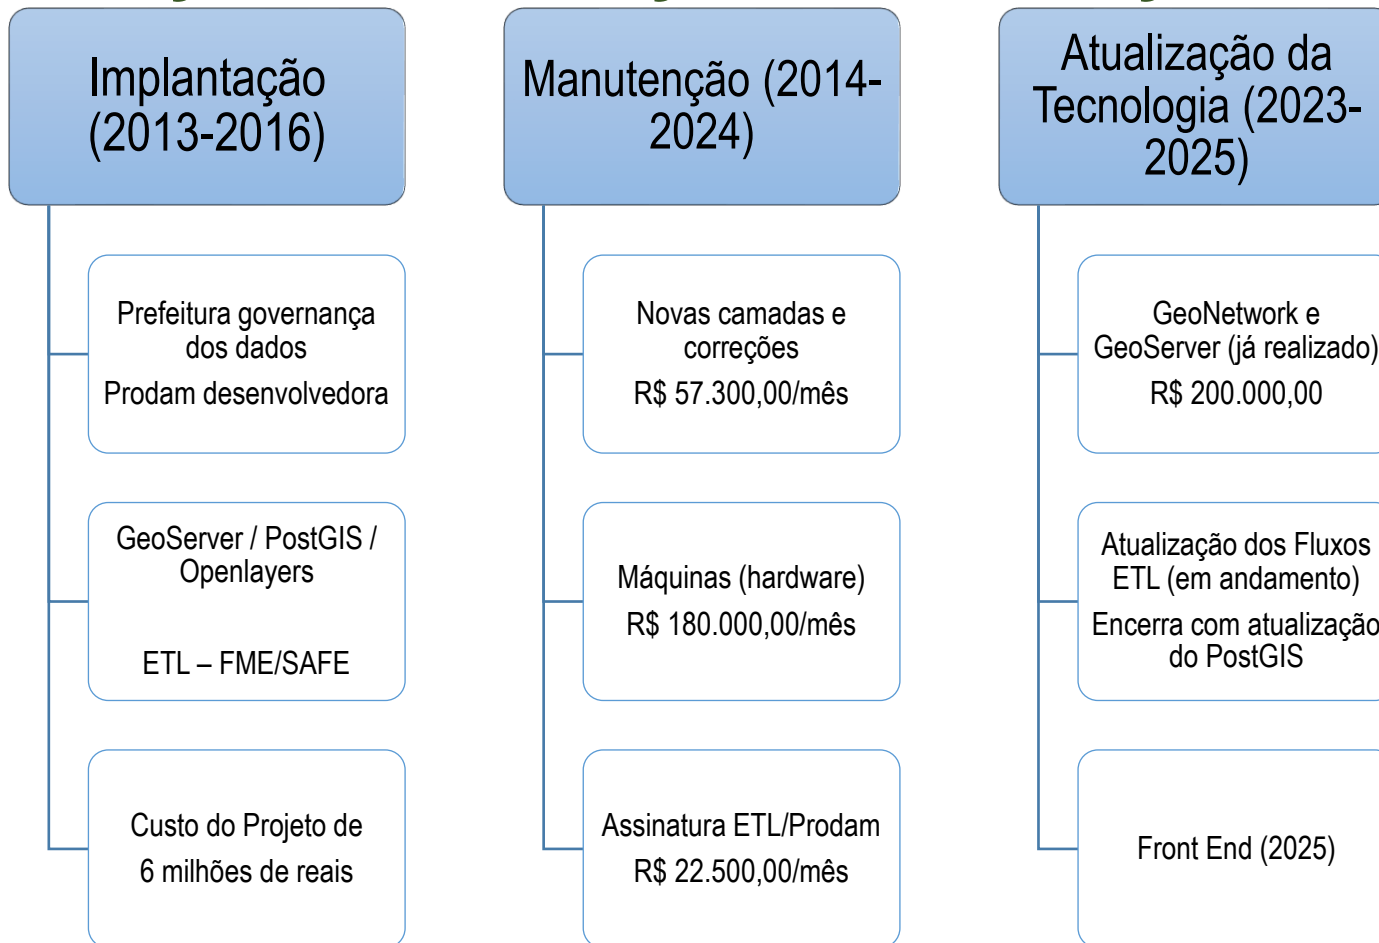 Implantação
(2013-2016)
Prefeitura governança
dos dados
Prodam desenvolvedora
GeoServer / PostGIS /
Openlayers
ETL – FME/SAFE
Custo do Projeto de
6 milhões de reais
Manutenção (2014-
2024)
Novas camadas e
correções
R$ 57.300,00/mês
Máquinas (hardware)
R$ 180.000,00/mês
Assinatura ETL/Prodam
R$ 22.500,00/mês
Atualização da
Tecnologia (2023-
2025)
GeoNetwork e
GeoServer (já realizado)
R$ 200.000,00
Atualização dos Fluxos
ETL (em andamento)
Encerra com atualização
do PostGIS
Front End (2025)